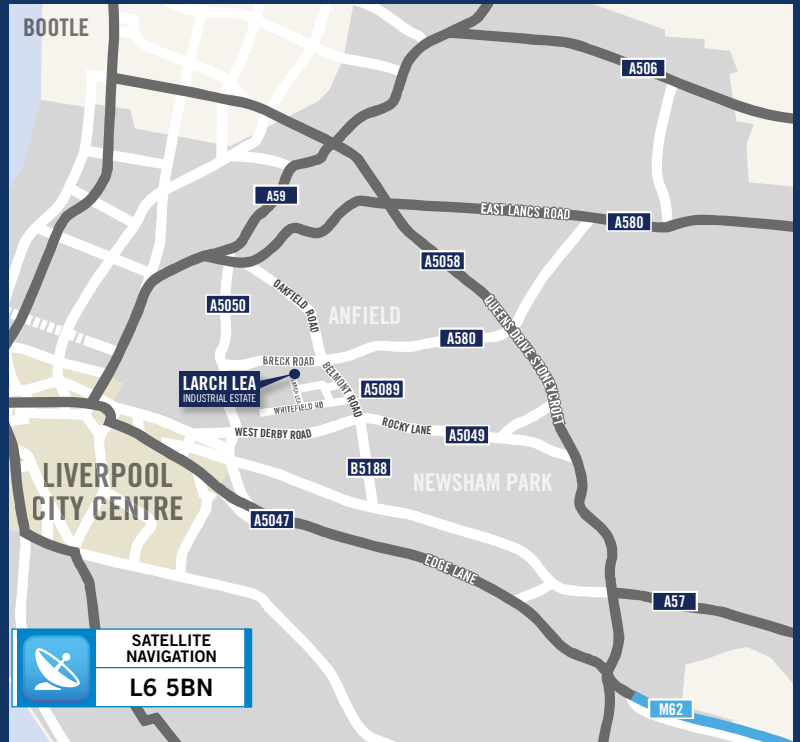 BOOTLE
A506
A59
EAST LANCS ROAD
A580
A5058
OAKFIELD ROAD
A5050
ANFIELD
QUEENS DRIVE STONEYCROFT
A580
BRECK ROAD
LARCH LEA
INDUSTRIAL ESTATE
LARCH LEA
BELMONT ROAD
A5089
WHITEFIELD RD
WEST DERBY ROAD
ROCKY LANE
A5049
B5188
LIVERPOOL
CITY CENTRE
NEWSHAM PARK
A5047
EDGE LANE
A57
SATELLITE
NAVIGATION
L6 5BN
M62